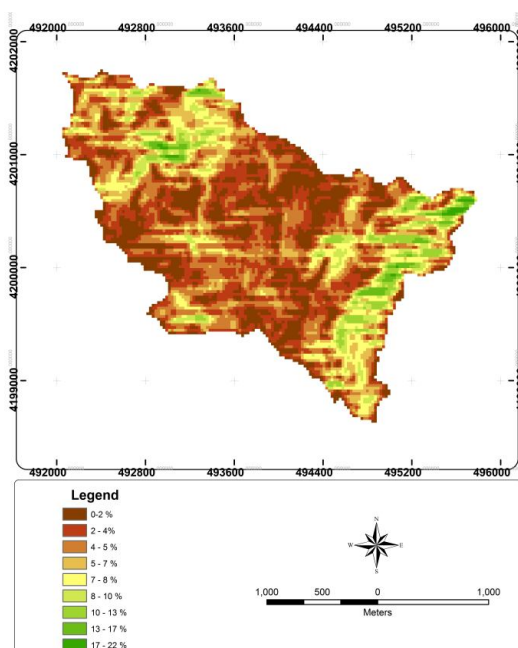 492000 492800 493600 494400 495200 496000
4202000
4201000
4200000
4199000
492000 492800 493600 494400 495200 496000
Legend
0-2 %
2 - 4%
4 - 5 %
5 - 7 %
7 - 8 %
8 - 10 %
10 - 13 %
13 - 17 %
17 - 22 %
N
W E
S
1,000 500 0 1,000
Meters